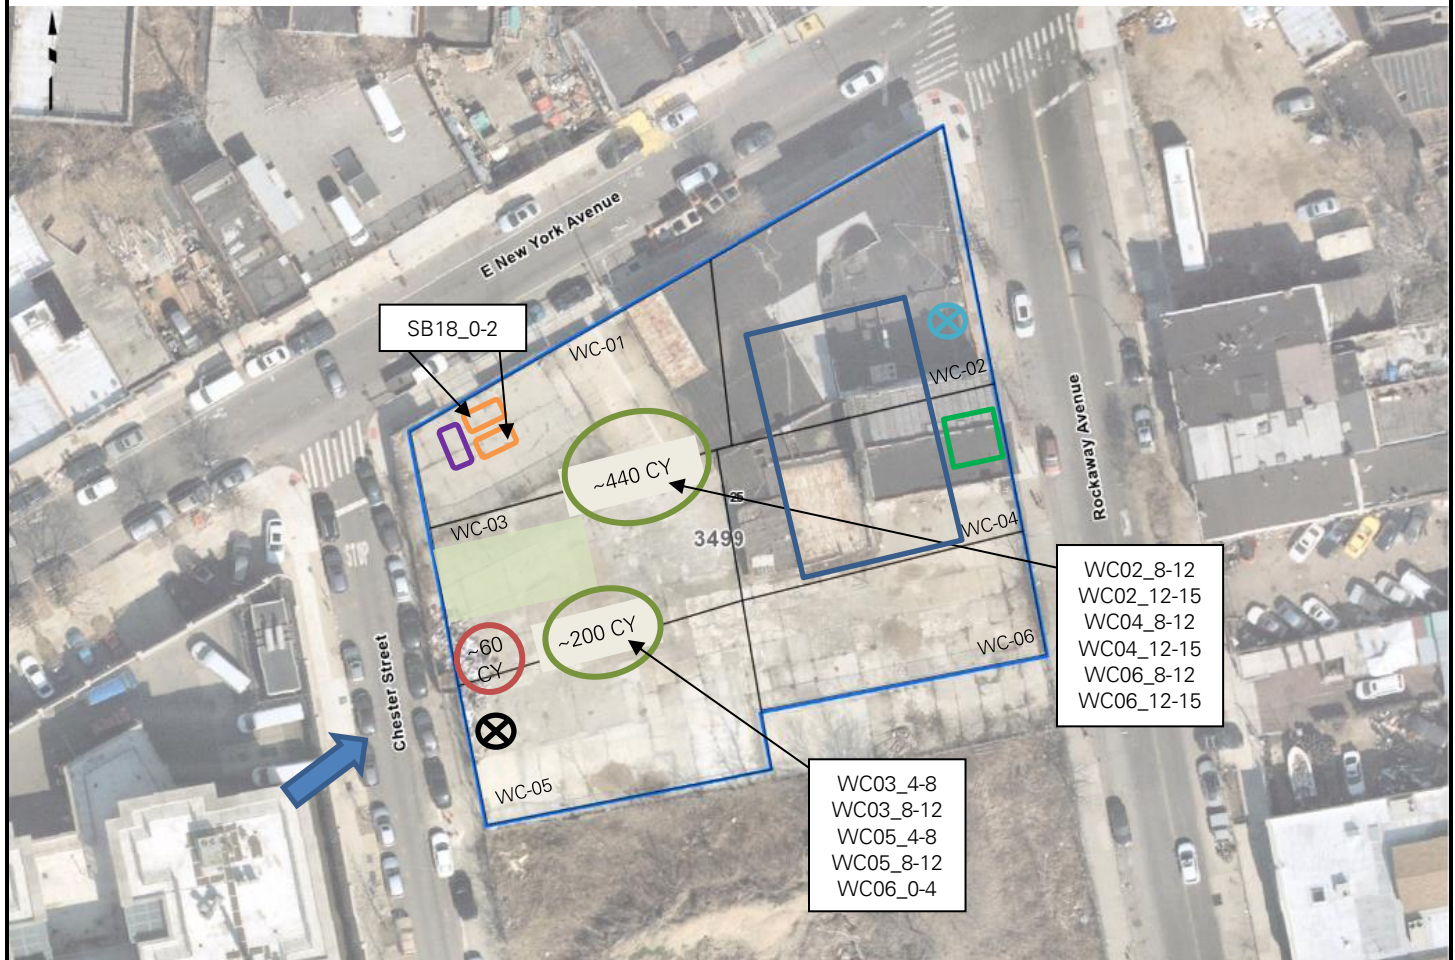 E New York Avenue
SB18_0-2
WC-01
WC-02
~440 CY
WC-03
25
3499
WC-04
Rockaway Avenue
STOP
~200 CY
~60
CY
WC-06
Chester Street
WC-05
WC02_8-12
WC02_12-15
WC04_8-12
WC04_12-15
WC06_8-12
WC06_12-15
WC03_4-8
WC03_8-12
WC05_4-8
WC05_8-12
WC06_0-4